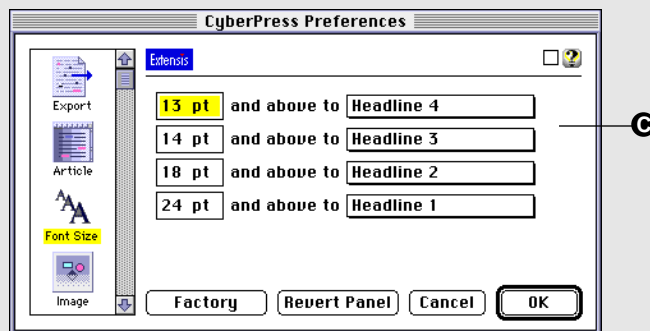 CyberPress Preferences
Extensis
?
Export
Article
Font Size
Image
13 pt and above to Headline 4
14 pt and above to Headline 3
18 pt and above to Headline 2
24 pt and above to Headline 1
C
Factory Revert Panel Cancel OK